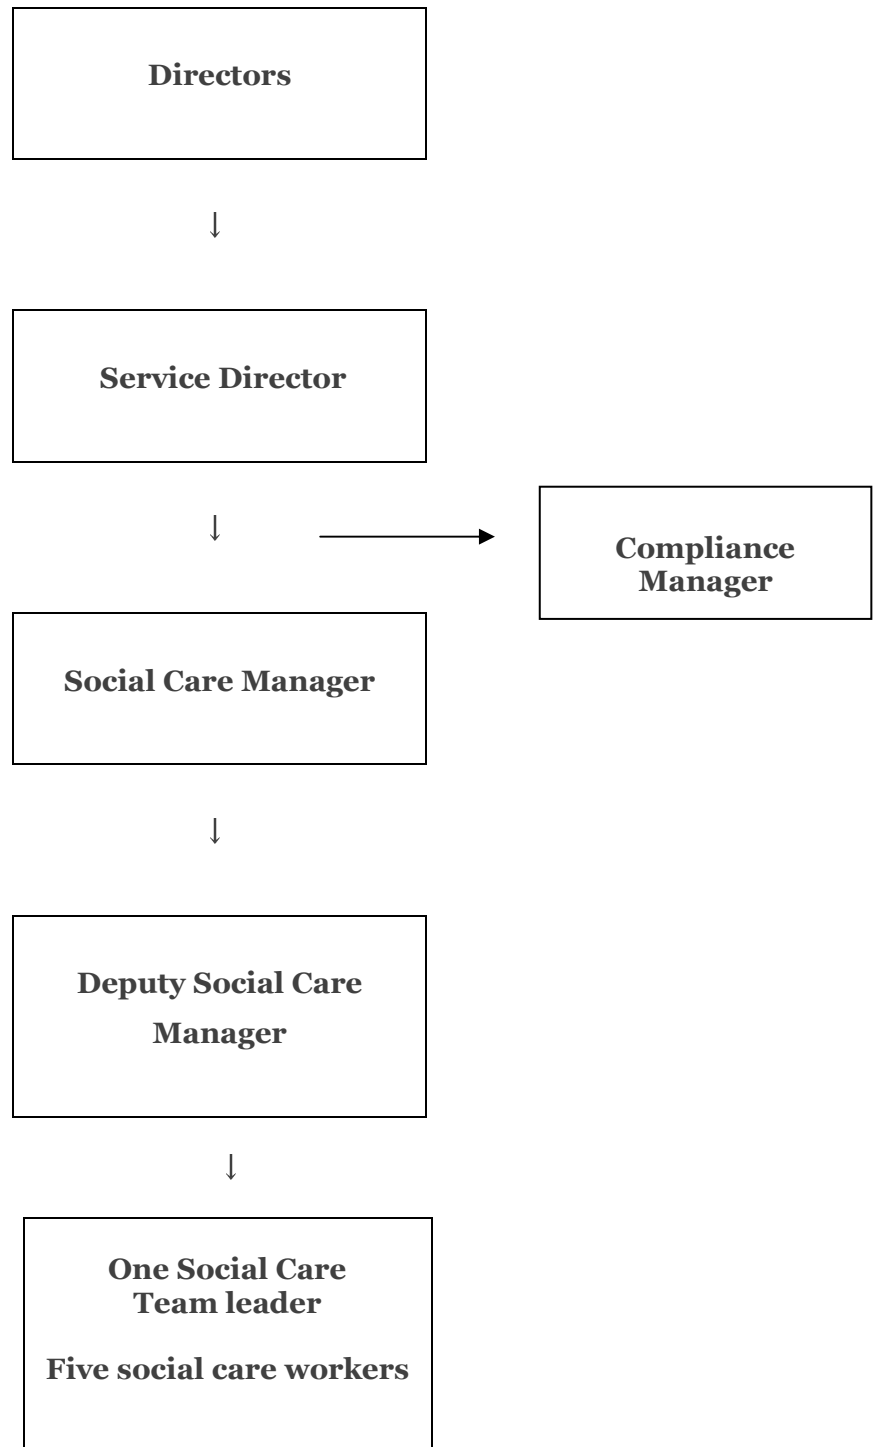 Directors
↓
Service Director
↓
Compliance
Manager
Social Care Manager
↓
Deputy Social Care
Manager
↓
One Social Care
Team leader
Five social care workers